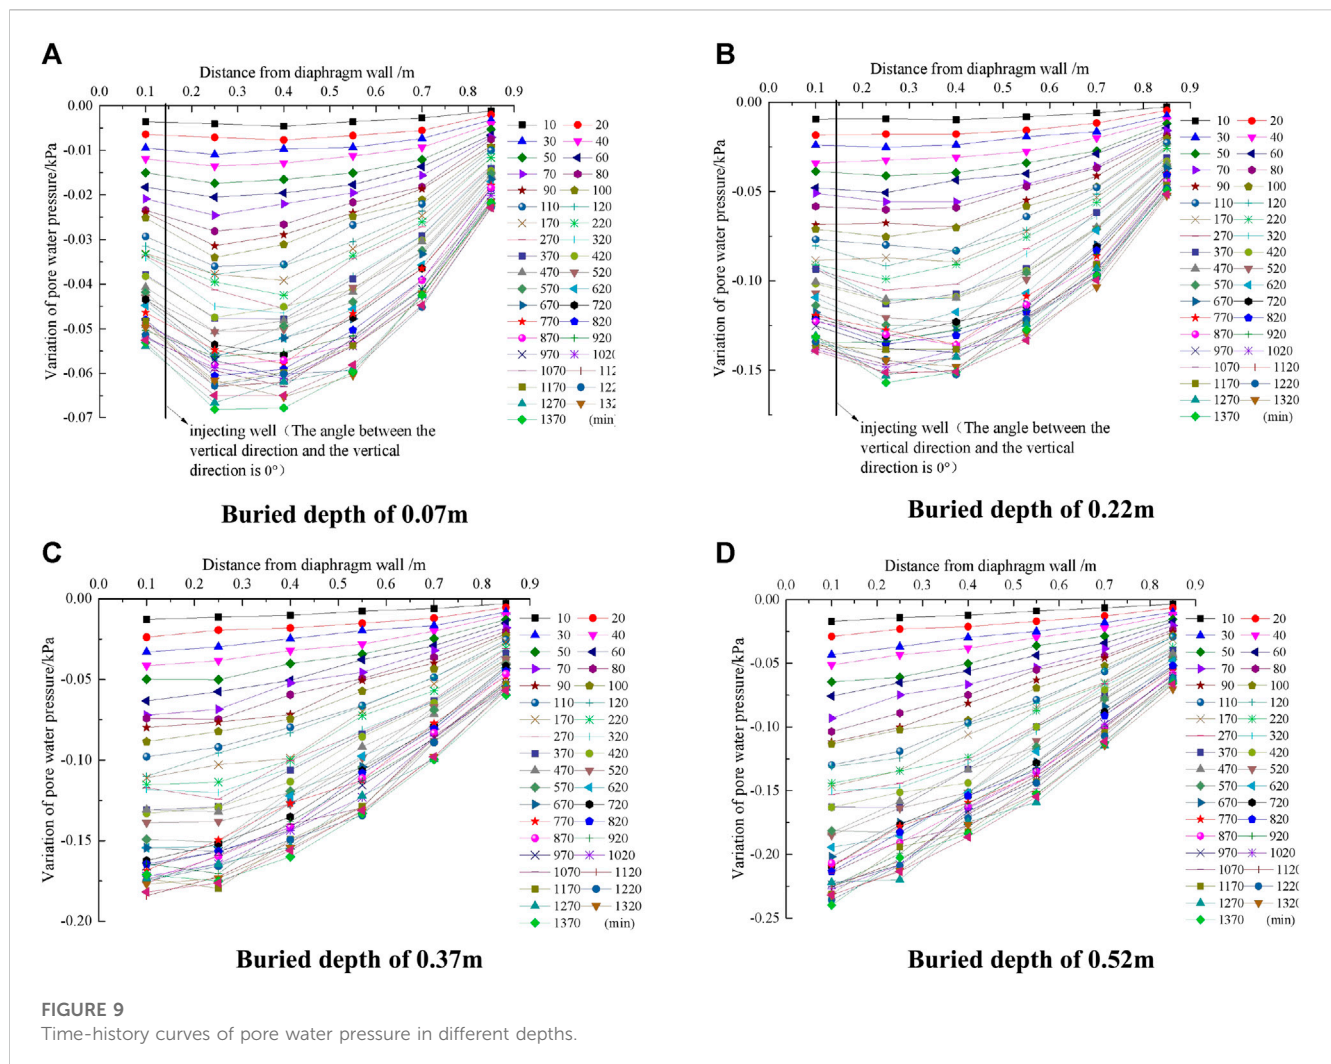 A
Distance from diaphragm wall /m
0.0 0.1 0.2 0.3 0.4 0.5 0.6 0.7 0.8 0.9
0.00
-0.01
-0.02
-0.03
-0.04
-0.05
-0.06
-0.07
Variation of pore water pressure/kPa
10 20
30 40
50 60
70 80
90 100
110 120
170 220
270 320
370 420
470 520
570 620
670 720
770 820
870 920
970 1020
1070 112
1170 122
1270 132
1370 (min)
injecting well（The angle between the
vertical direction and the vertical
direction is 0°）
Buried depth of 0.07m
B
Distance from diaphragm wall /m
0.0 0.1 0.2 0.3 0.4 0.5 0.6 0.7 0.8 0.9
0.00
-0.05
-0.10
-0.15
Variation of pore water pressure/kPa
10 20
30 40
50 60
70 80
90 100
110 120
170 220
270 320
370 420
470 520
570 620
670 720
770 820
870 920
970 1020
1070 1120
1170 1220
1270 1320
1370 (min)
injecting well（The angle between the
vertical direction and the vertical
direction is 0°）
Buried depth of 0.22m
C
Distance from diaphragm wall /m
0.0 0.1 0.2 0.3 0.4 0.5 0.6 0.7 0.8 0.9
0.00
-0.05
-0.10
-0.15
-0.20
Variation of pore water pressure/kPa
10 20
30 40
50 60
70 80
90 100
110 120
170 220
270 320
370 420
470 520
570 620
670 720
770 820
870 920
970 1020
1070 1120
1170 1220
1270 1320
1370 (min)
Buried depth of 0.37m
D
Distance from diaphragm wall /m
0.0 0.1 0.2 0.3 0.4 0.5 0.6 0.7 0.8 0.9
0.00
-0.05
-0.10
-0.15
-0.20
-0.25
Variation of pore water pressure/kPa
10 20
30 40
50 60
70 80
90 100
110 120
170 220
270 320
370 420
470 520
570 620
670 720
770 820
870 920
970 1020
1070 1120
1170 1220
1270 1320
1370 (min)
Buried depth of 0.52m
FIGURE 9
Time-history curves of pore water pressure in different depths.